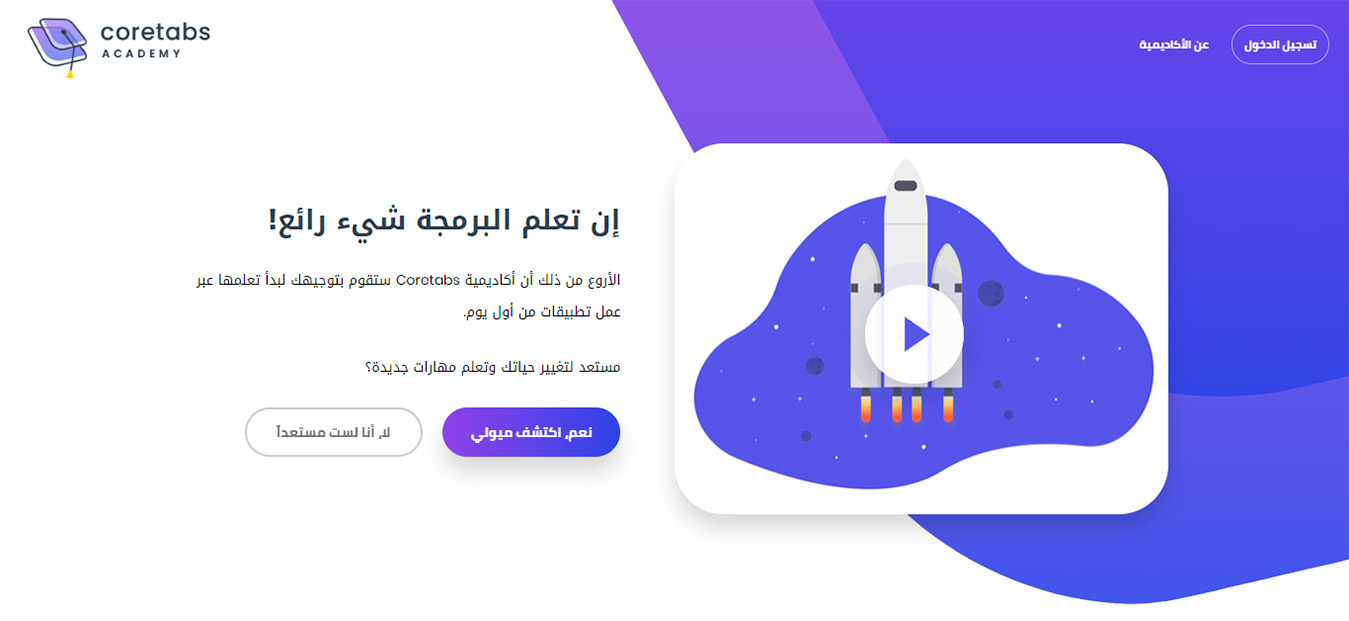 coretabs
ACADEMY
تسجيل الدخول
عن الأكاديمية
إن تعلم البرمجة شيء رائع!
الأروع من ذلك أن أكاديمية Coretabs ستقوم بتوجيهك لبدأ تعلمها عبر
عمل تطبيقات من أول يوم.
مستعد لتغيير حياتك وتعلم مهارات جديدة؟
نعم، اكتشف ميولي
لا، أنا لست مستعداً